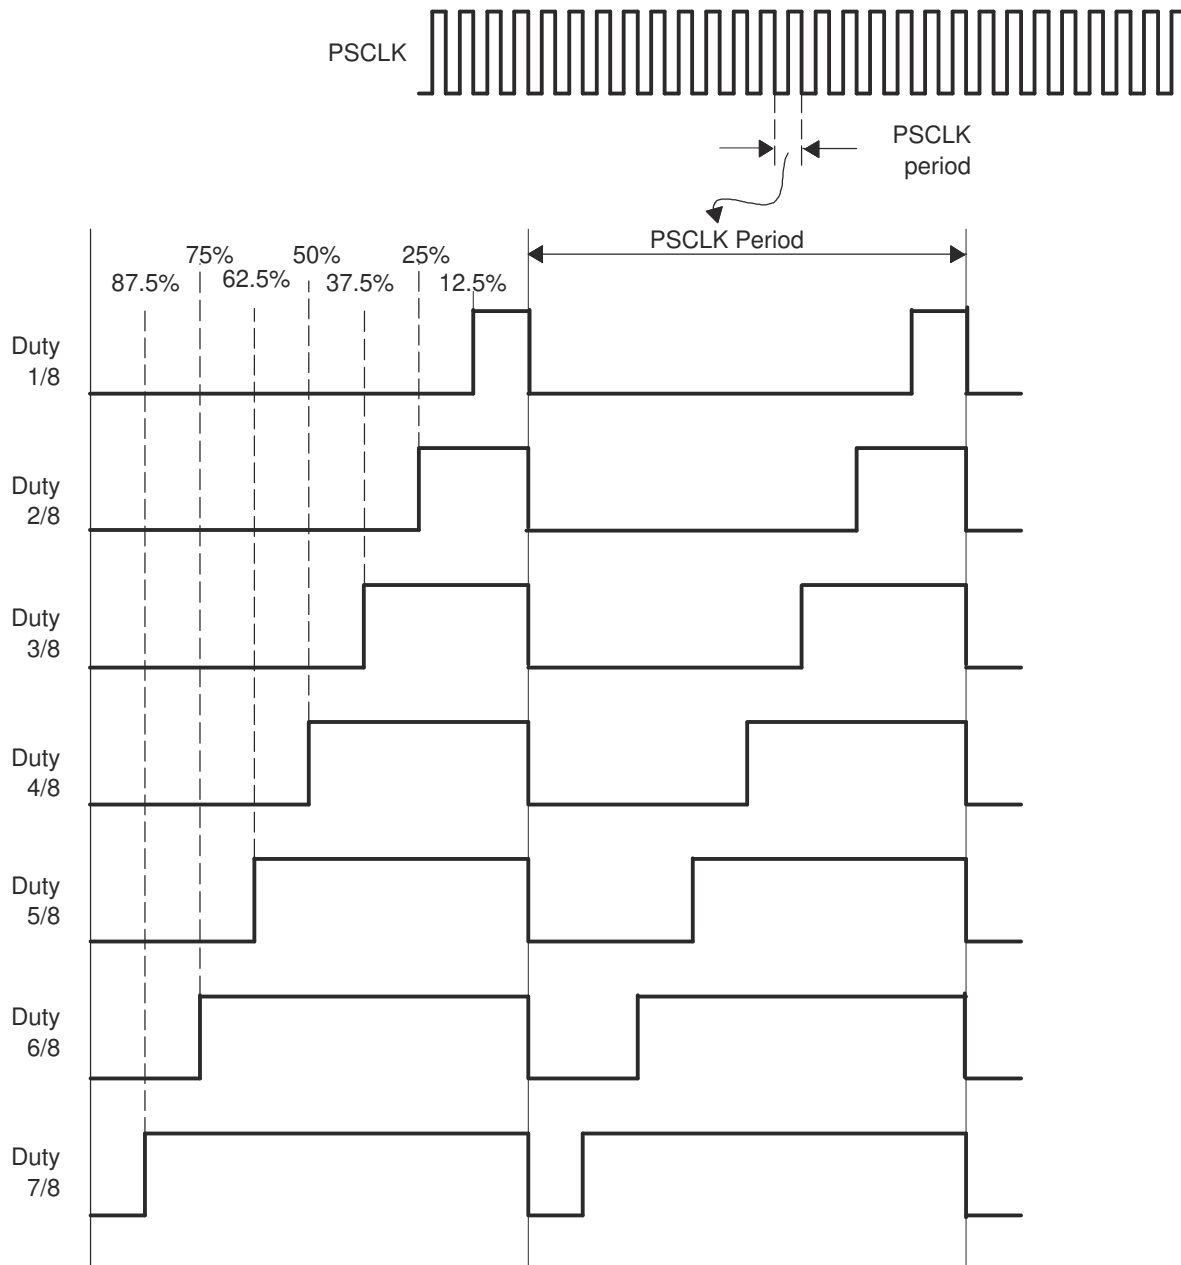 PSCLK
PSCLK
period
PSCLK Period
75%
50%
25%
87.5%
62.5%
37.5%
12.5%
Duty
1/8
Duty
2/8
Duty
3/8
Duty
4/8
Duty
5/8
Duty
6/8
Duty
7/8